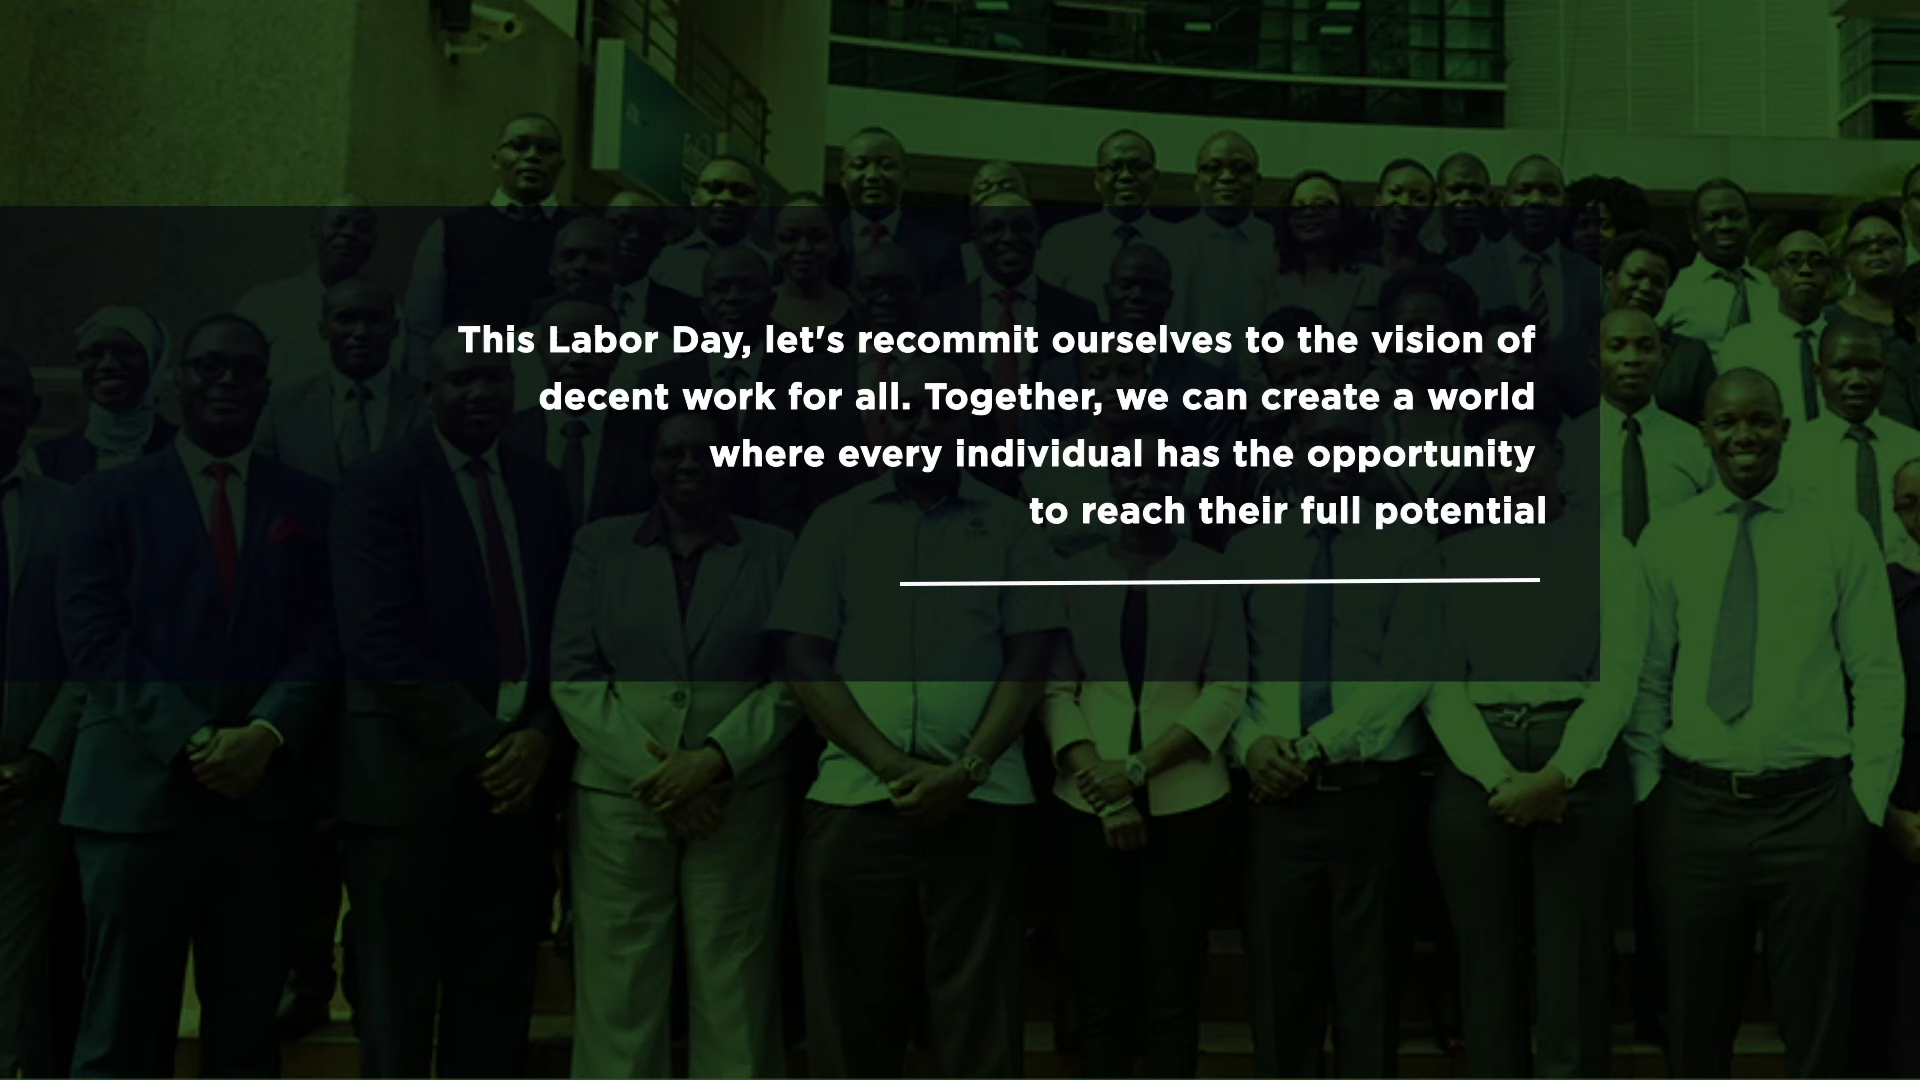 This Labor Day, let's recommit ourselves to the vision of
decent work for all. Together, we can create a world
where every individual has the opportunity
to reach their full potential